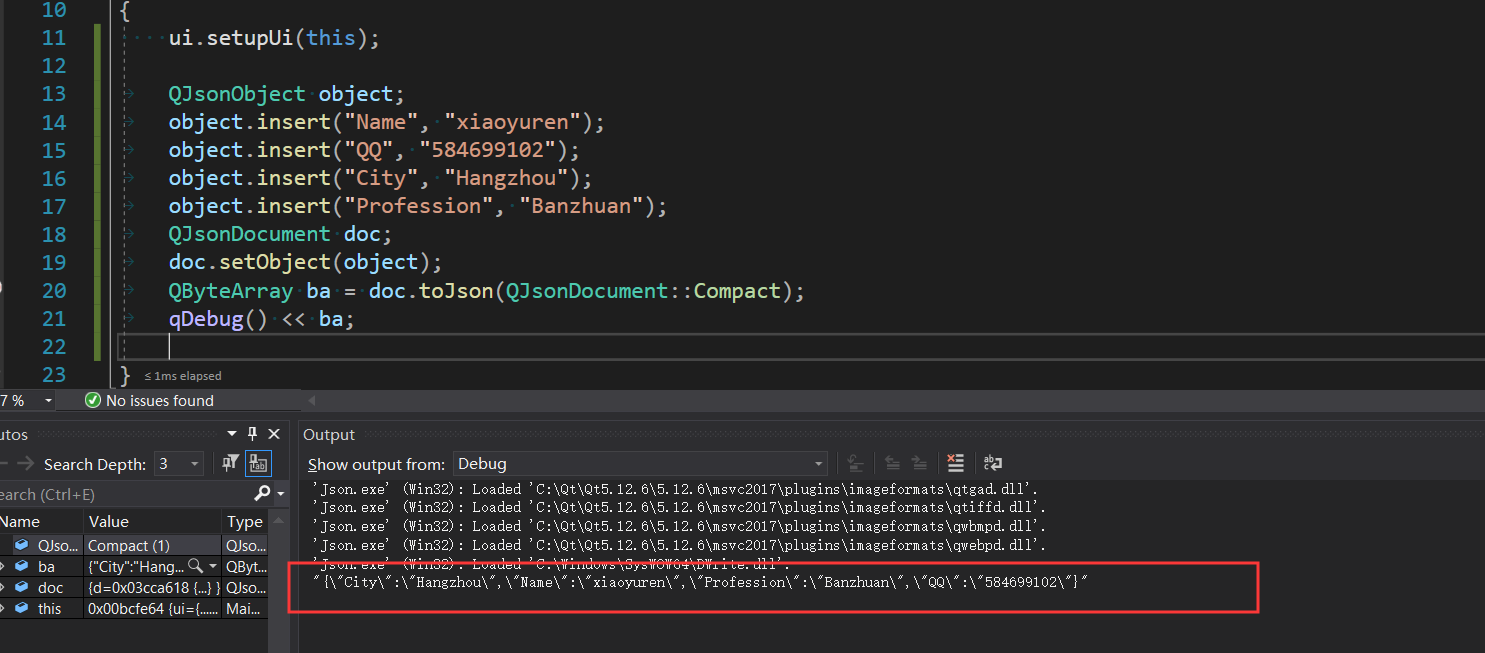 10 {
11 ui.setupUi(this);
12
13 QJsonObject object;
14 object.insert("Name", "xiaoyuren");
15 object.insert("QQ", "584699102");
16 object.insert("City", "Hangzhou");
17 object.insert("Profession", "Banzhuan");
18 QJsonDocument doc;
19 doc.setObject(object);
20 QByteArray ba = doc.toJson(QJsonDocument::Compact);
21 qDebug() << ba;
22
23 } ≤ 1ms elapsed
7 % No issues found
utos
Search Depth: 3
earch (Ctrl+E)
Name Value Type
QJso... Compact (1) QJso...
ba {"City":"Hang... QByt...
doc {d=0x03cca618 {...} } QJso...
this 0x00bcfe64 {ui={...... Mai...
Output
Show output from: Debug
'Json.exe' (Win32): Loaded 'C:\Qt\Qt5.12.6\5.12.6\msvc2017\plugins\imageformats\qtgad.dll'.
'Json.exe' (Win32): Loaded 'C:\Qt\Qt5.12.6\5.12.6\msvc2017\plugins\imageformats\qtiffd.dll'.
'Json.exe' (Win32): Loaded 'C:\Qt\Qt5.12.6\5.12.6\msvc2017\plugins\imageformats\qwbmpd.dll'.
'Json.exe' (Win32): Loaded 'C:\Qt\Qt5.12.6\5.12.6\msvc2017\plugins\imageformats\qwebpd.dll'.
'Json.exe' (Win32): Loaded 'C:\Windows\SysWOW64\DWrite.dll'.
"{\"City\":\"Hangzhou\",\"Name\":\"xiaoyuren\",\"Profession\":\"Banzhuan\",\"QQ\":\"584699102\"}"